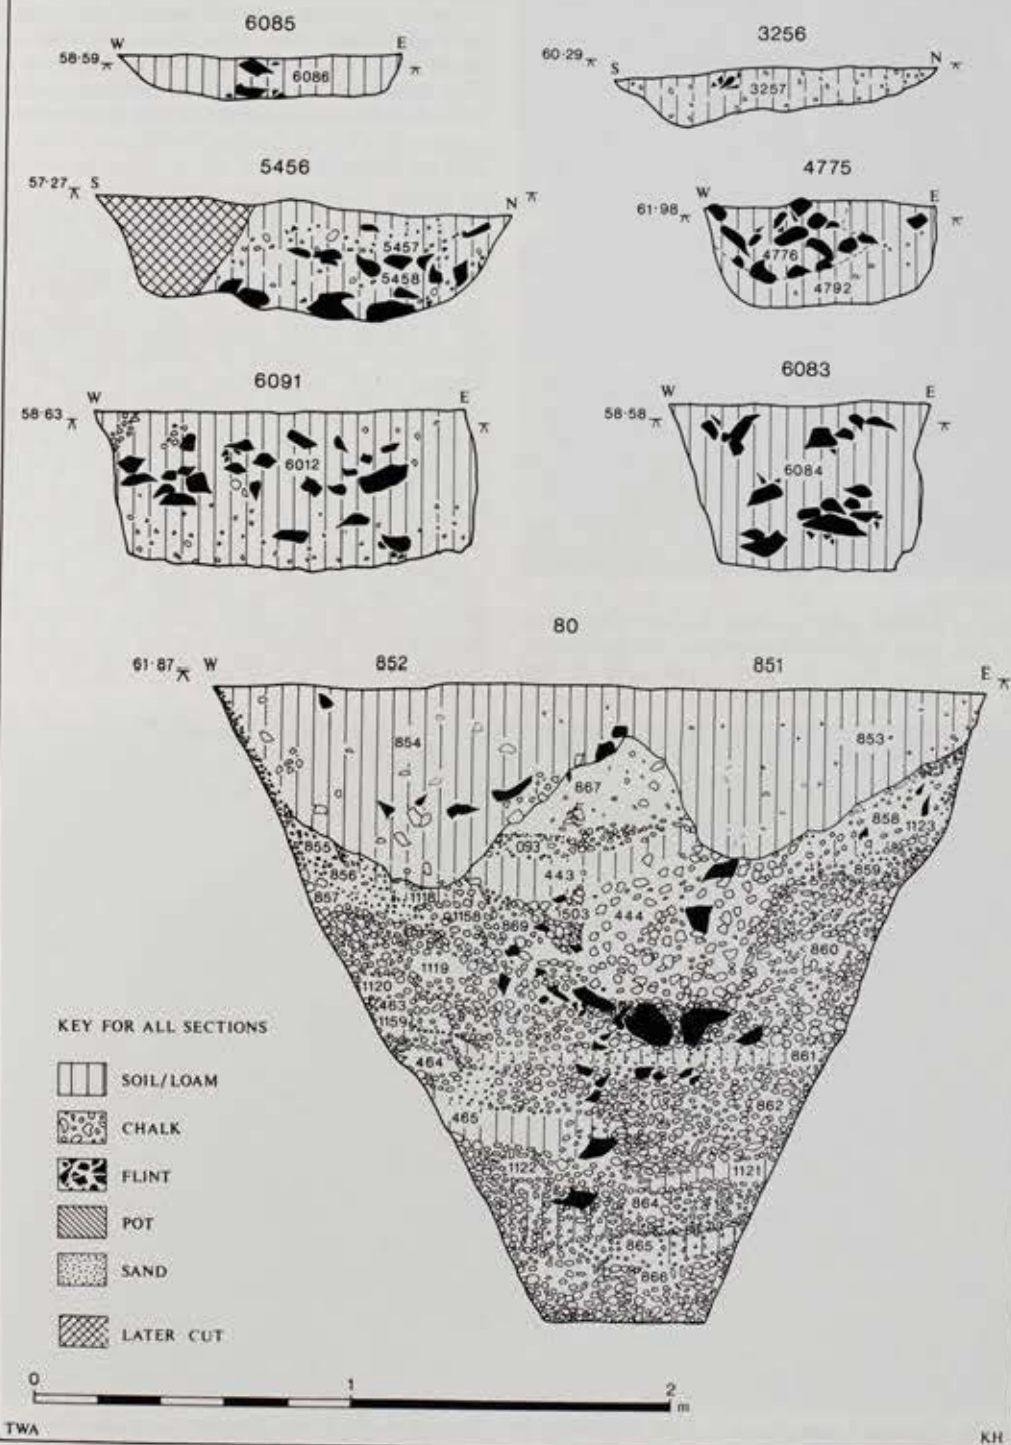 6085
W E
58·59
6086
3256
60·29 S N
3257
5456
57·27 S N
5457
5458
4775
W E
61·98
4776
4792
6091
W E
58·63
6012
6083
W E
58·58
6084
80
61·87 W 852 851 E
854
853
867
858
1123
855
093
856
443
859
857
1118
1158
869
503
444
860
1119
1120
463
1159
464
861
862
465
1122
1121
864
865
866
KEY FOR ALL SECTIONS
SOIL/LOAM
CHALK
FLINT
POT
SAND
LATER CUT
0 1 2
m
TWA KH